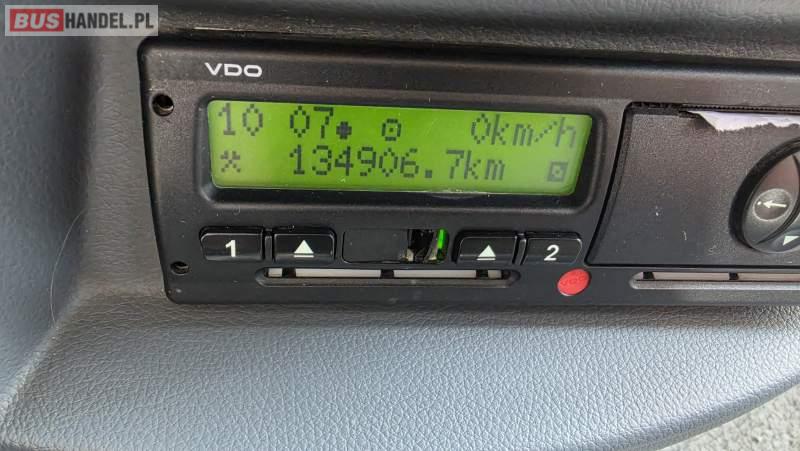 BUSHANDEL.PL
VDO
10 07 0km/h
134906.7km
1 2